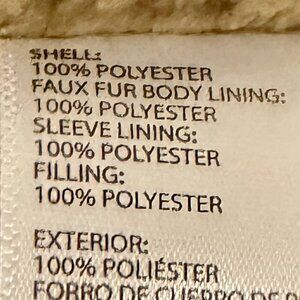 SHELL:
100% POLYESTER
FAUX FUR BODY LINING:
100% POLYESTER
SLEEVE LINING:
100% POLYESTER
FILLING:
100% POLYESTER
EXTERIOR:
100% POLIÉSTER
FORRO DE CUERPO DE